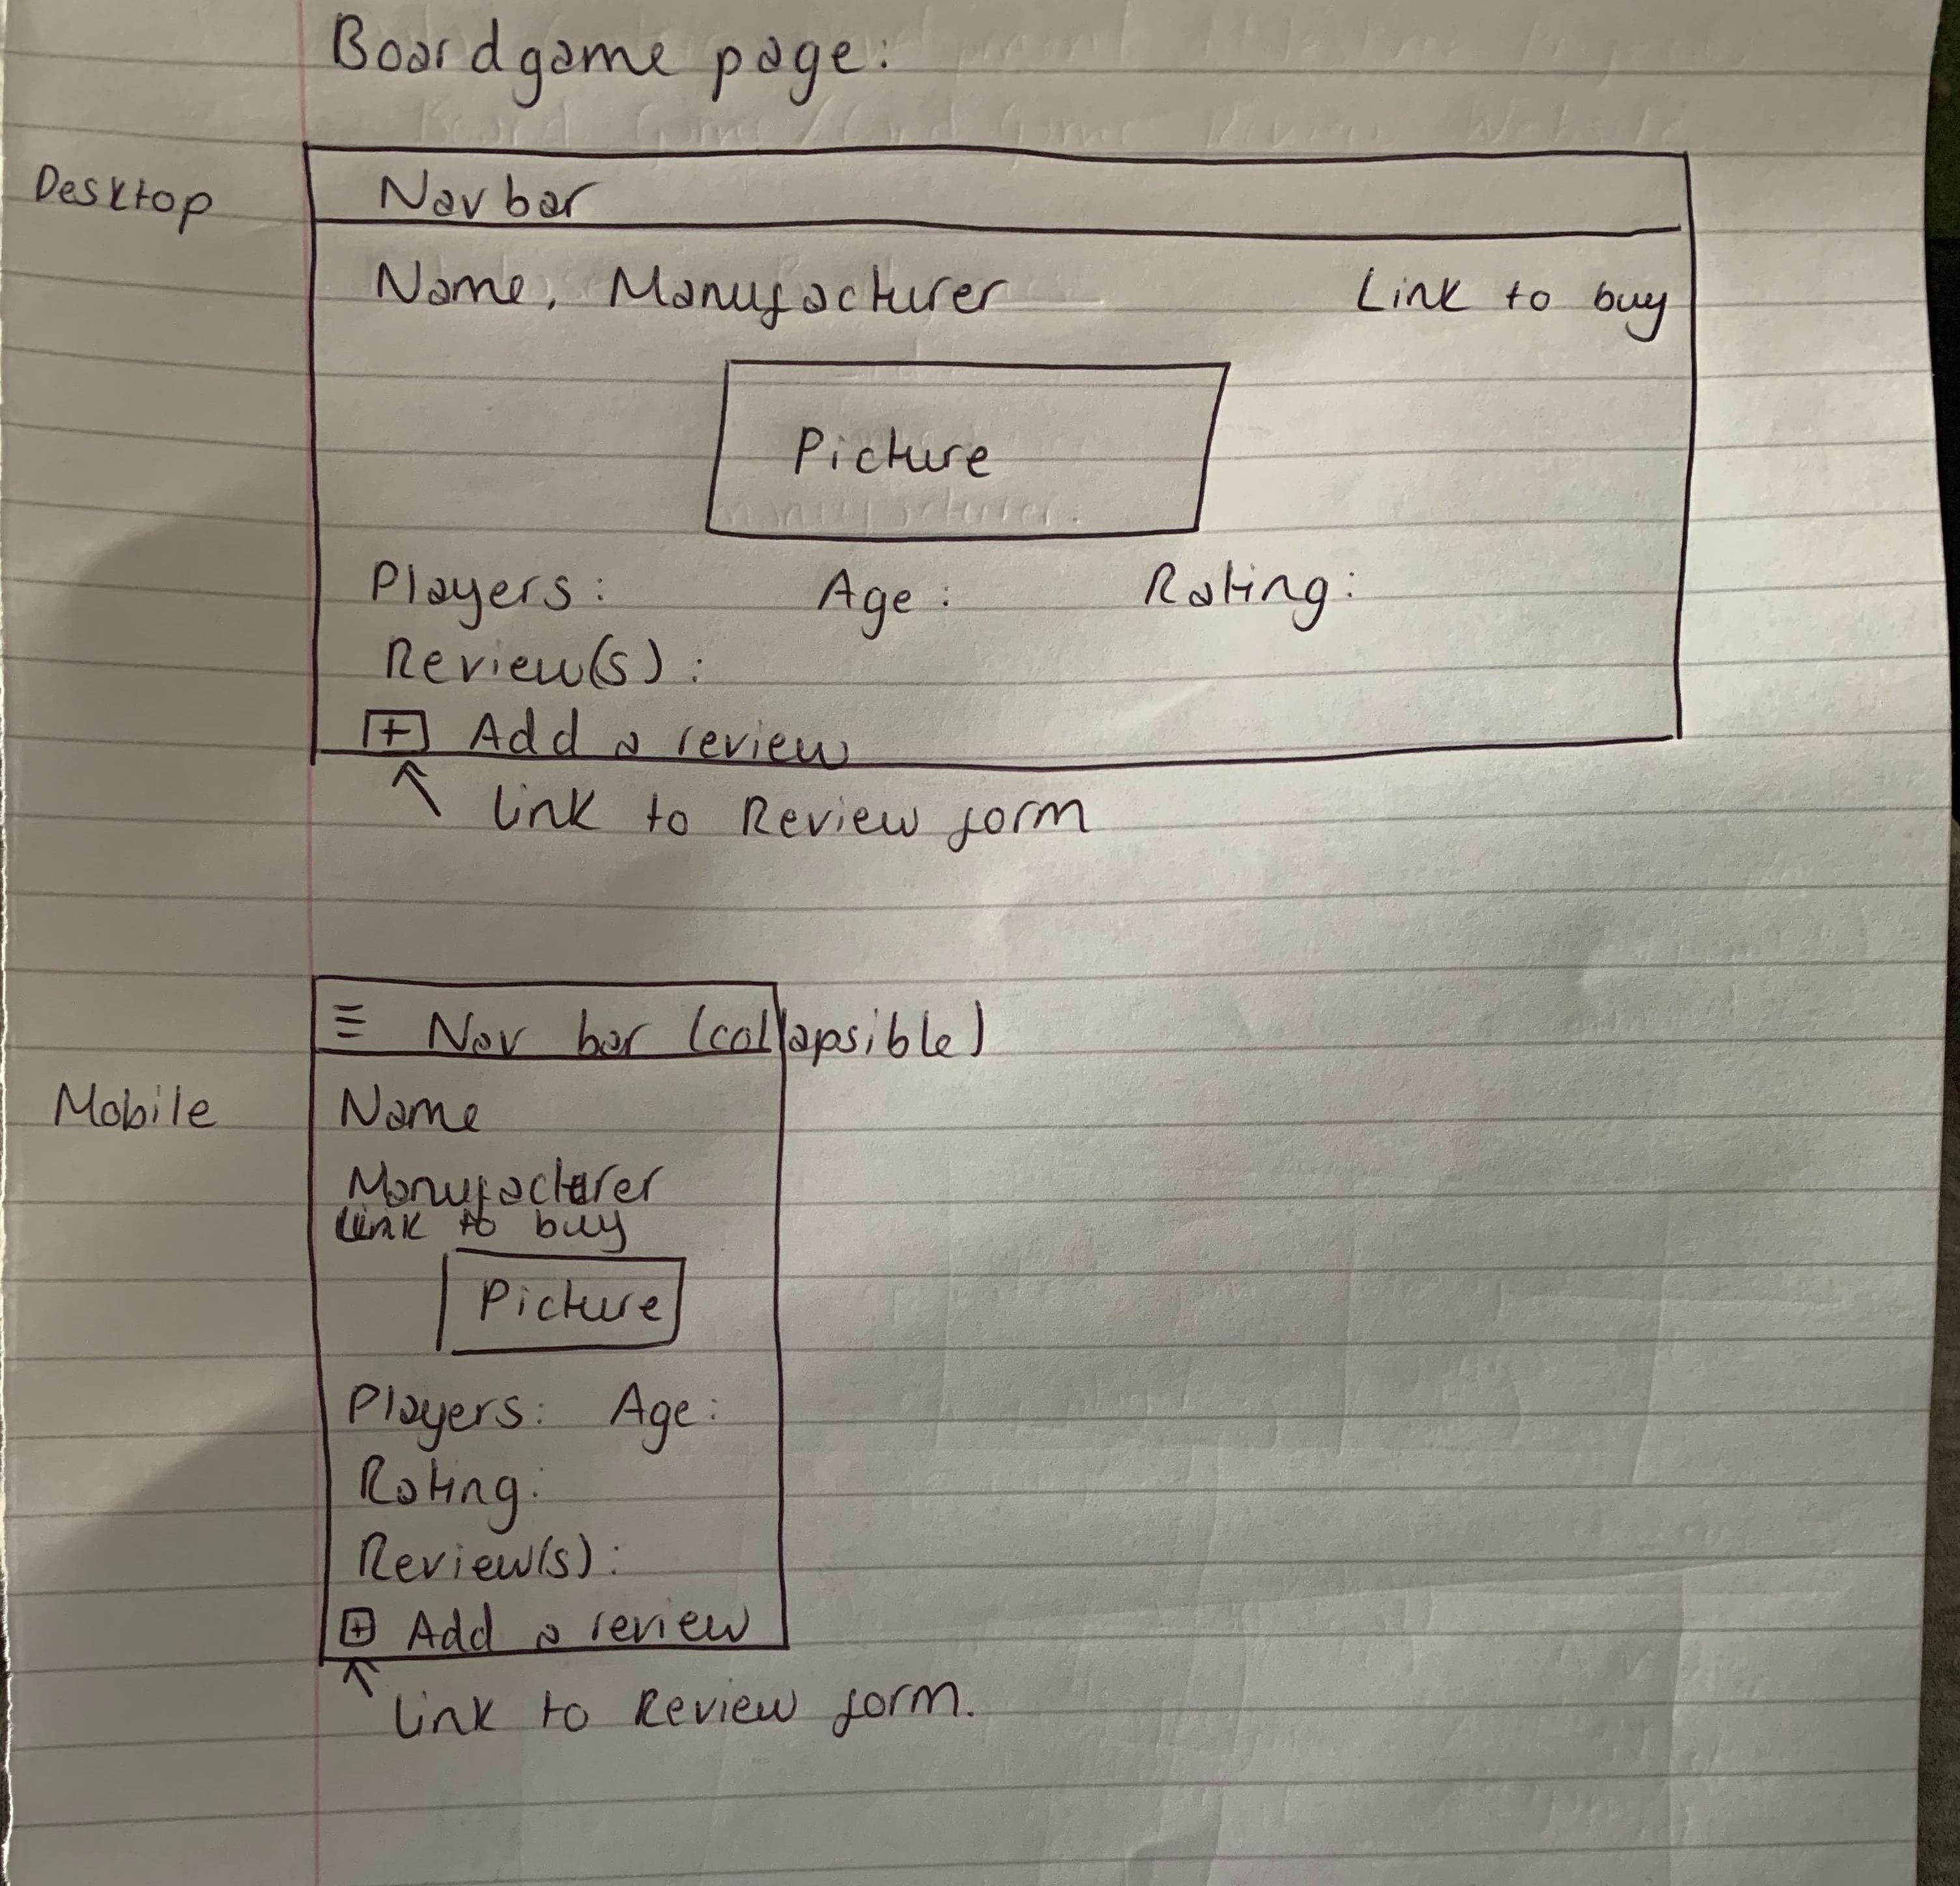 Boardgame page:
Desktop
Nav bar
Name, Manufacturer Link to buy
Picture
Players: Age: Rating:
Review(s):
+ Add a review
link to Review form
Mobile
☰ Nav bar (collapsible)
Name
Manufacturer
Link to buy
Picture
Players: Age:
Rating:
Review(s):
+ Add a review
link to Review form.